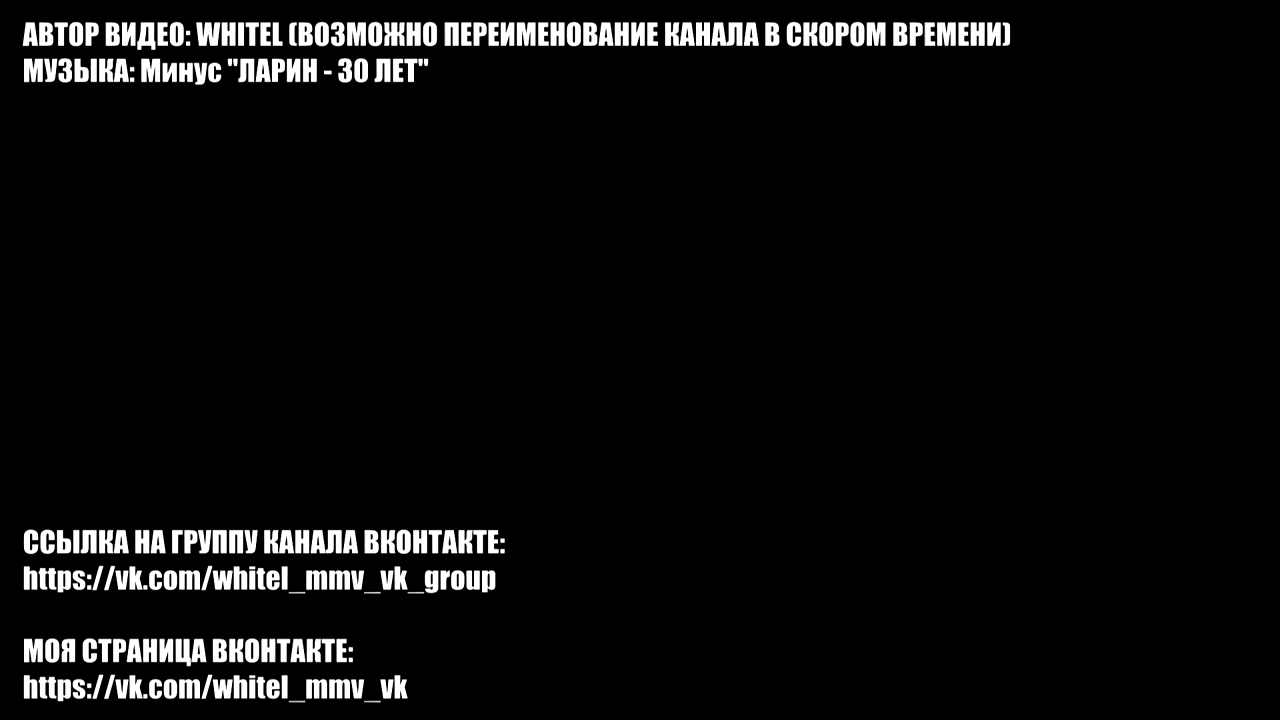 АВТОР ВИДЕО: WHITEL (ВОЗМОЖНО ПЕРЕИМЕНОВАНИЕ КАНАЛА В СКОРОМ ВРЕМЕНИ)
МУЗЫКА: Минус "ЛАРИН - 30 ЛЕТ"
ССЫЛКА НА ГРУППУ КАНАЛА ВКОНТАКТЕ:
https://vk.com/whitel_mmv_vk_group
МОЯ СТРАНИЦА ВКОНТАКТЕ:
https://vk.com/whitel_mmv_vk